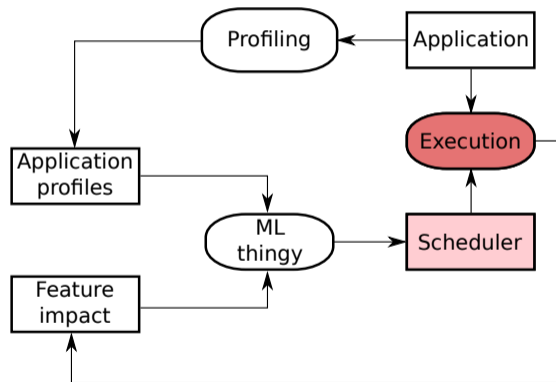 Profiling
Application
Execution
Application
profiles
ML
thingy
Scheduler
Feature
impact